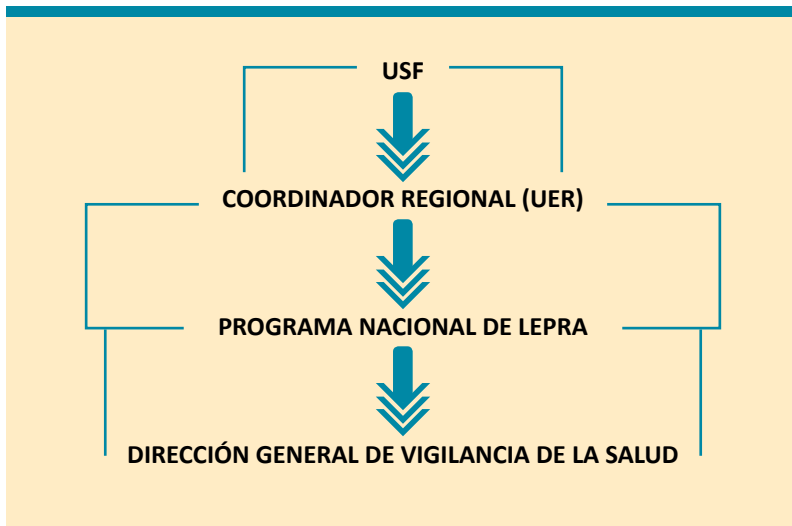 USF
COORDINADOR REGIONAL (UER)
PROGRAMA NACIONAL DE LEPRA
DIRECCIÓN GENERAL DE VIGILANCIA DE LA SALUD